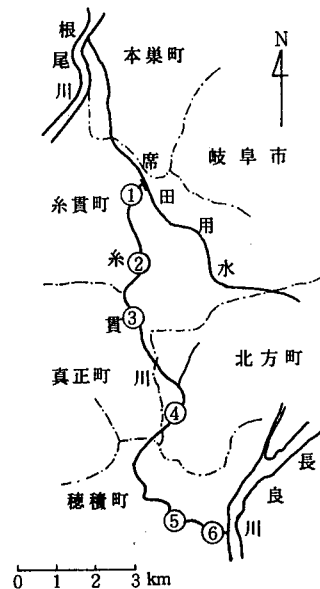 根尾川
本巣町
N
岐阜市
席田用水
糸貫町
①
糸貫川
②
③
北方町
真正町
④
穂積町
長良川
⑤
⑥
0 1 2 3 km